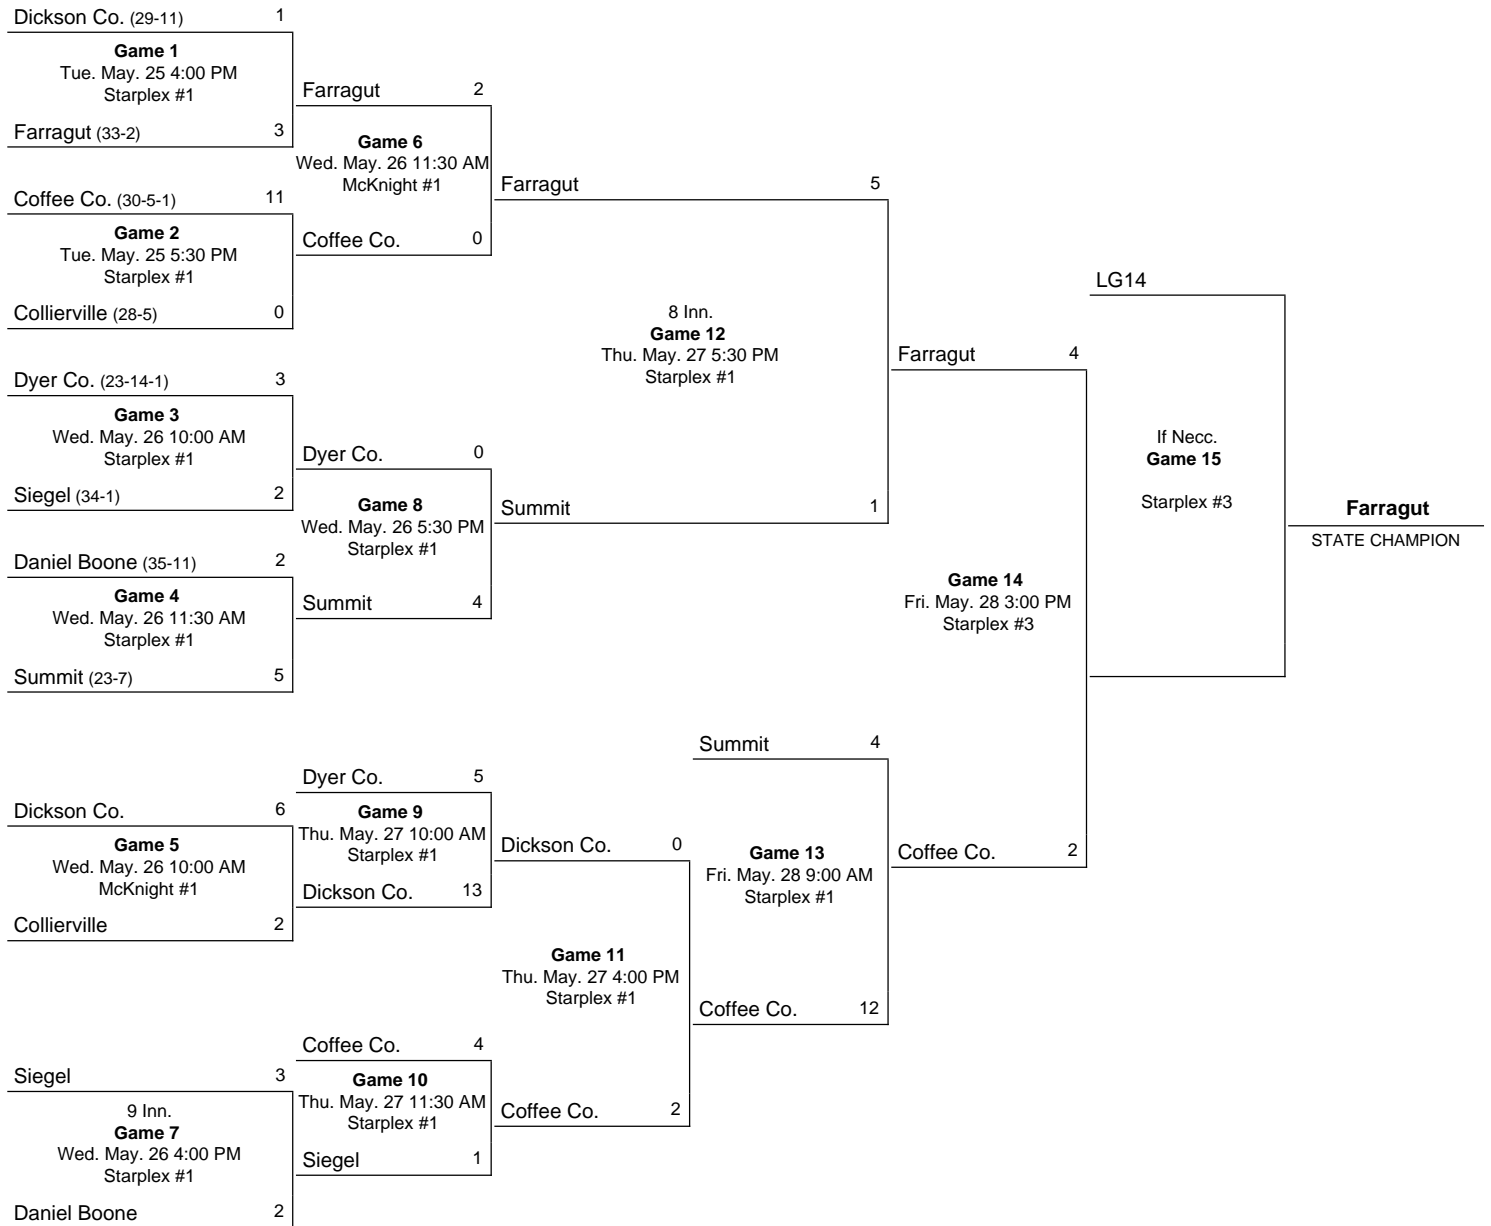 Dickson Co. (29-11) 1
Game 1
Tue. May. 25 4:00 PM
Starplex #1
Farragut (33-2) 3
Coffee Co. (30-5-1) 11
Game 2
Tue. May. 25 5:30 PM
Starplex #1
Collierville (28-5) 0
Dyer Co. (23-14-1) 3
Game 3
Wed. May. 26 10:00 AM
Starplex #1
Siegel (34-1) 2
Daniel Boone (35-11) 2
Game 4
Wed. May. 26 11:30 AM
Starplex #1
Summit (23-7) 5
Dickson Co. 6
Game 5
Wed. May. 26 10:00 AM
McKnight #1
Collierville 2
Siegel 3
9 Inn.
Game 7
Wed. May. 26 4:00 PM
Starplex #1
Daniel Boone 2
Farragut 2
Game 6
Wed. May. 26 11:30 AM
McKnight #1
Coffee Co. 0
Dyer Co. 0
Game 8
Wed. May. 26 5:30 PM
Starplex #1
Summit 4
Dyer Co. 5
Game 9
Thu. May. 27 10:00 AM
Starplex #1
Dickson Co. 13
Coffee Co. 4
Game 10
Thu. May. 27 11:30 AM
Starplex #1
Siegel 1
Farragut 5
8 Inn.
Game 12
Thu. May. 27 5:30 PM
Starplex #1
Summit 1
Dickson Co. 0
Game 11
Thu. May. 27 4:00 PM
Starplex #1
Coffee Co. 2
Summit 4
Game 13
Fri. May. 28 9:00 AM
Starplex #1
Coffee Co. 12
Farragut 4
Game 14
Fri. May. 28 3:00 PM
Starplex #3
Coffee Co. 2
LG14
If Necc.
Game 15
Starplex #3
Farragut
STATE CHAMPION